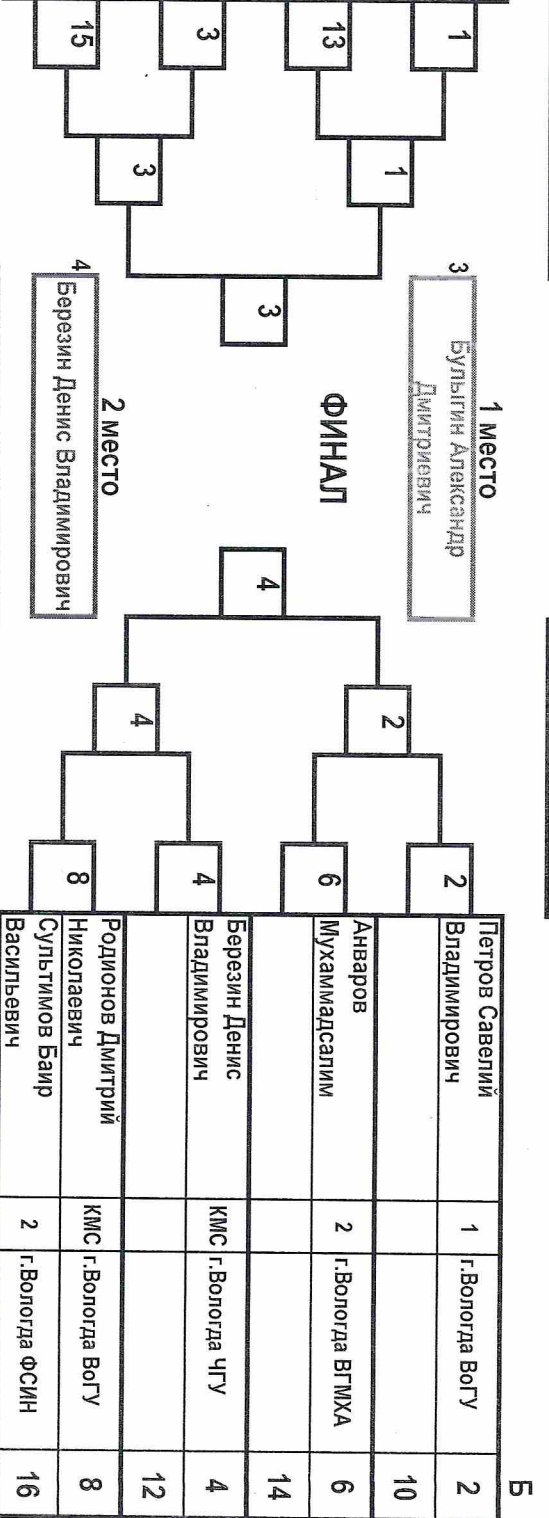 Б
1
13
3
15
1
3
3
1 место
3
Булыгин Александр
Дмитриевич
ФИНАЛ
2 место
4
Березин Денис Владимирович
4
2
4
2
6
4
8
Петров Савелий
Владимирович
1
г.Вологда ВоГУ
2
10
Анваров
Мухаммадсалим
2
г.Вологда ВГМХА
6
14
Березин Денис
Владимирович
КМС
г.Вологда ЧГУ
4
12
Родионов Дмитрий
Николаевич
КМС
г.Вологда ВоГУ
8
Сультимов Баир
Васильевич
2
г.Вологда ФСИН
16